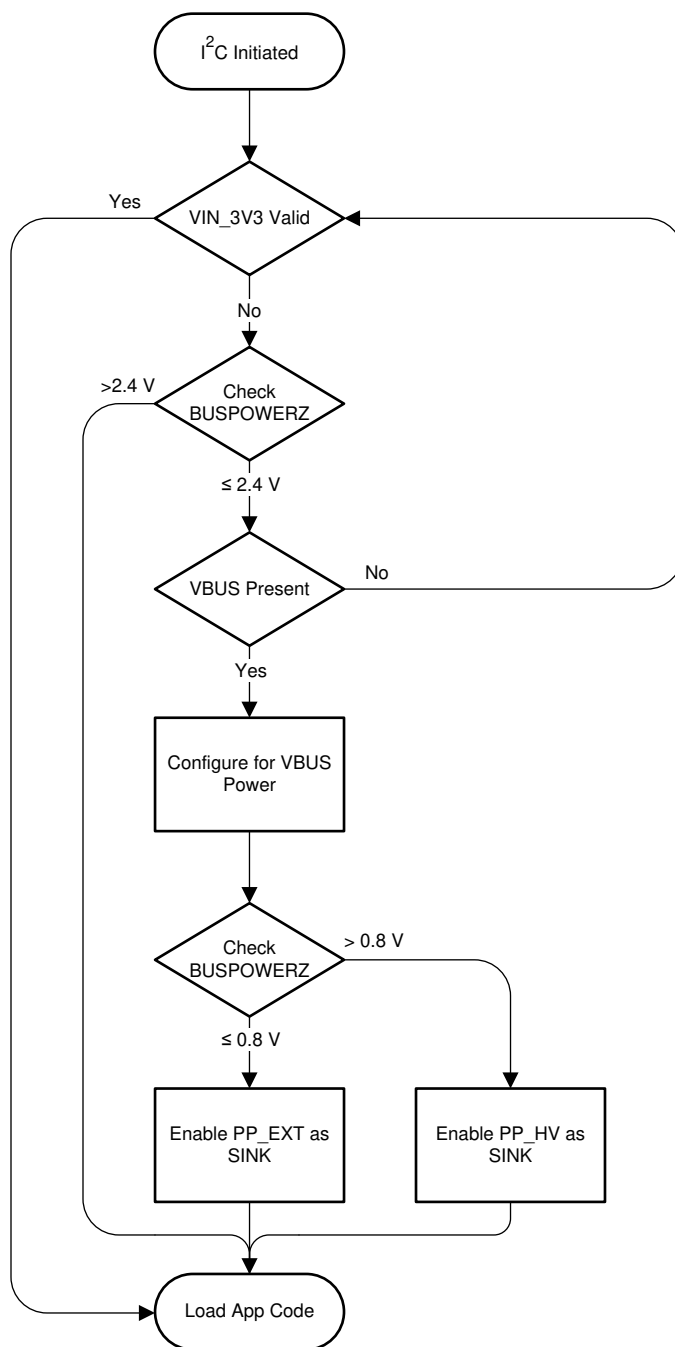 I²C Initiated
Yes
VIN_3V3 Valid
No
>2.4 V
Check
BUSPOWERZ
≤ 2.4 V
VBUS Present
No
Yes
Configure for VBUS
Power
Check
BUSPOWERZ
> 0.8 V
≤ 0.8 V
Enable PP_EXT as
SINK
Enable PP_HV as
SINK
Load App Code